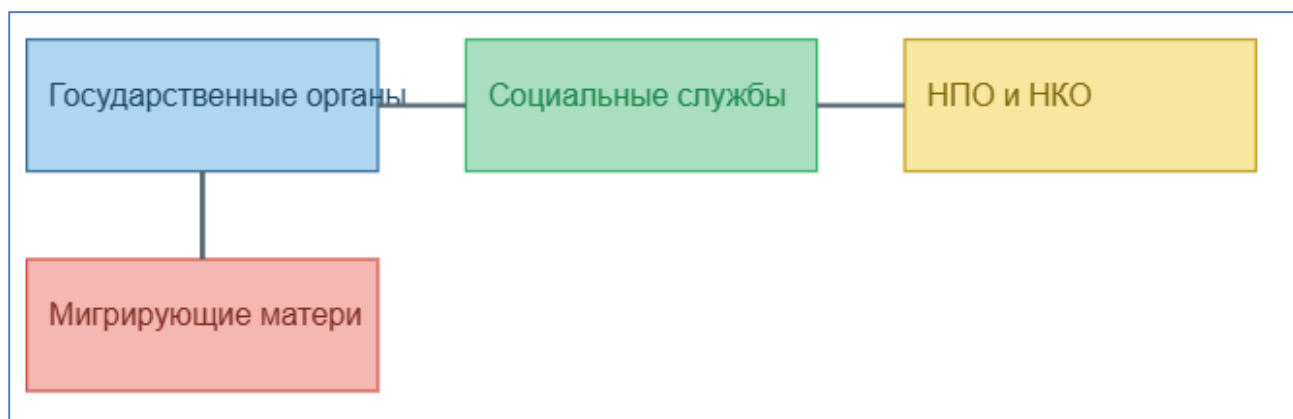 Государственные органы
Социальные службы
НПО и НКО
Мигрирующие матери